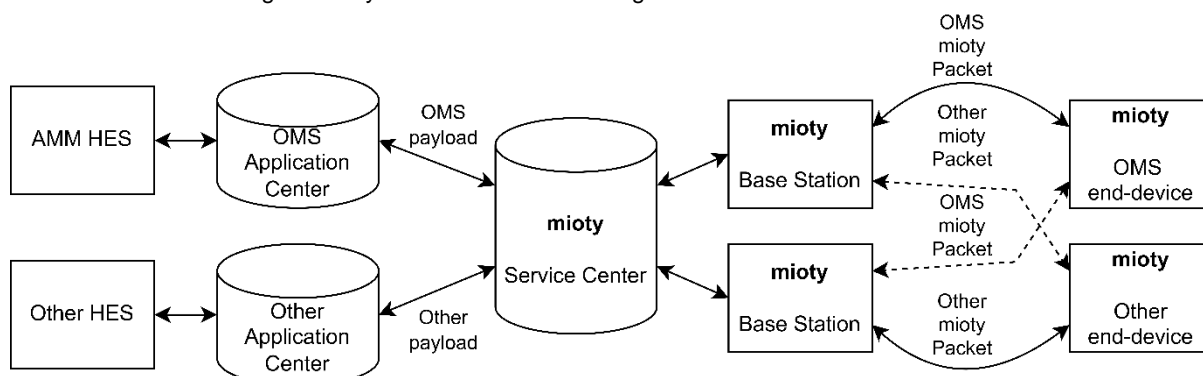 OMS
mioty
Packet
AMM HES
OMS
Application
Center
OMS
payload
mioty
Service Center
mioty
Base Station
Other
mioty
Packet
mioty
OMS
end-device
OMS
mioty
Packet
Other HES
Other
Application
Center
Other
payload
mioty
Base Station
Other
mioty
Packet
mioty
Other
end-device